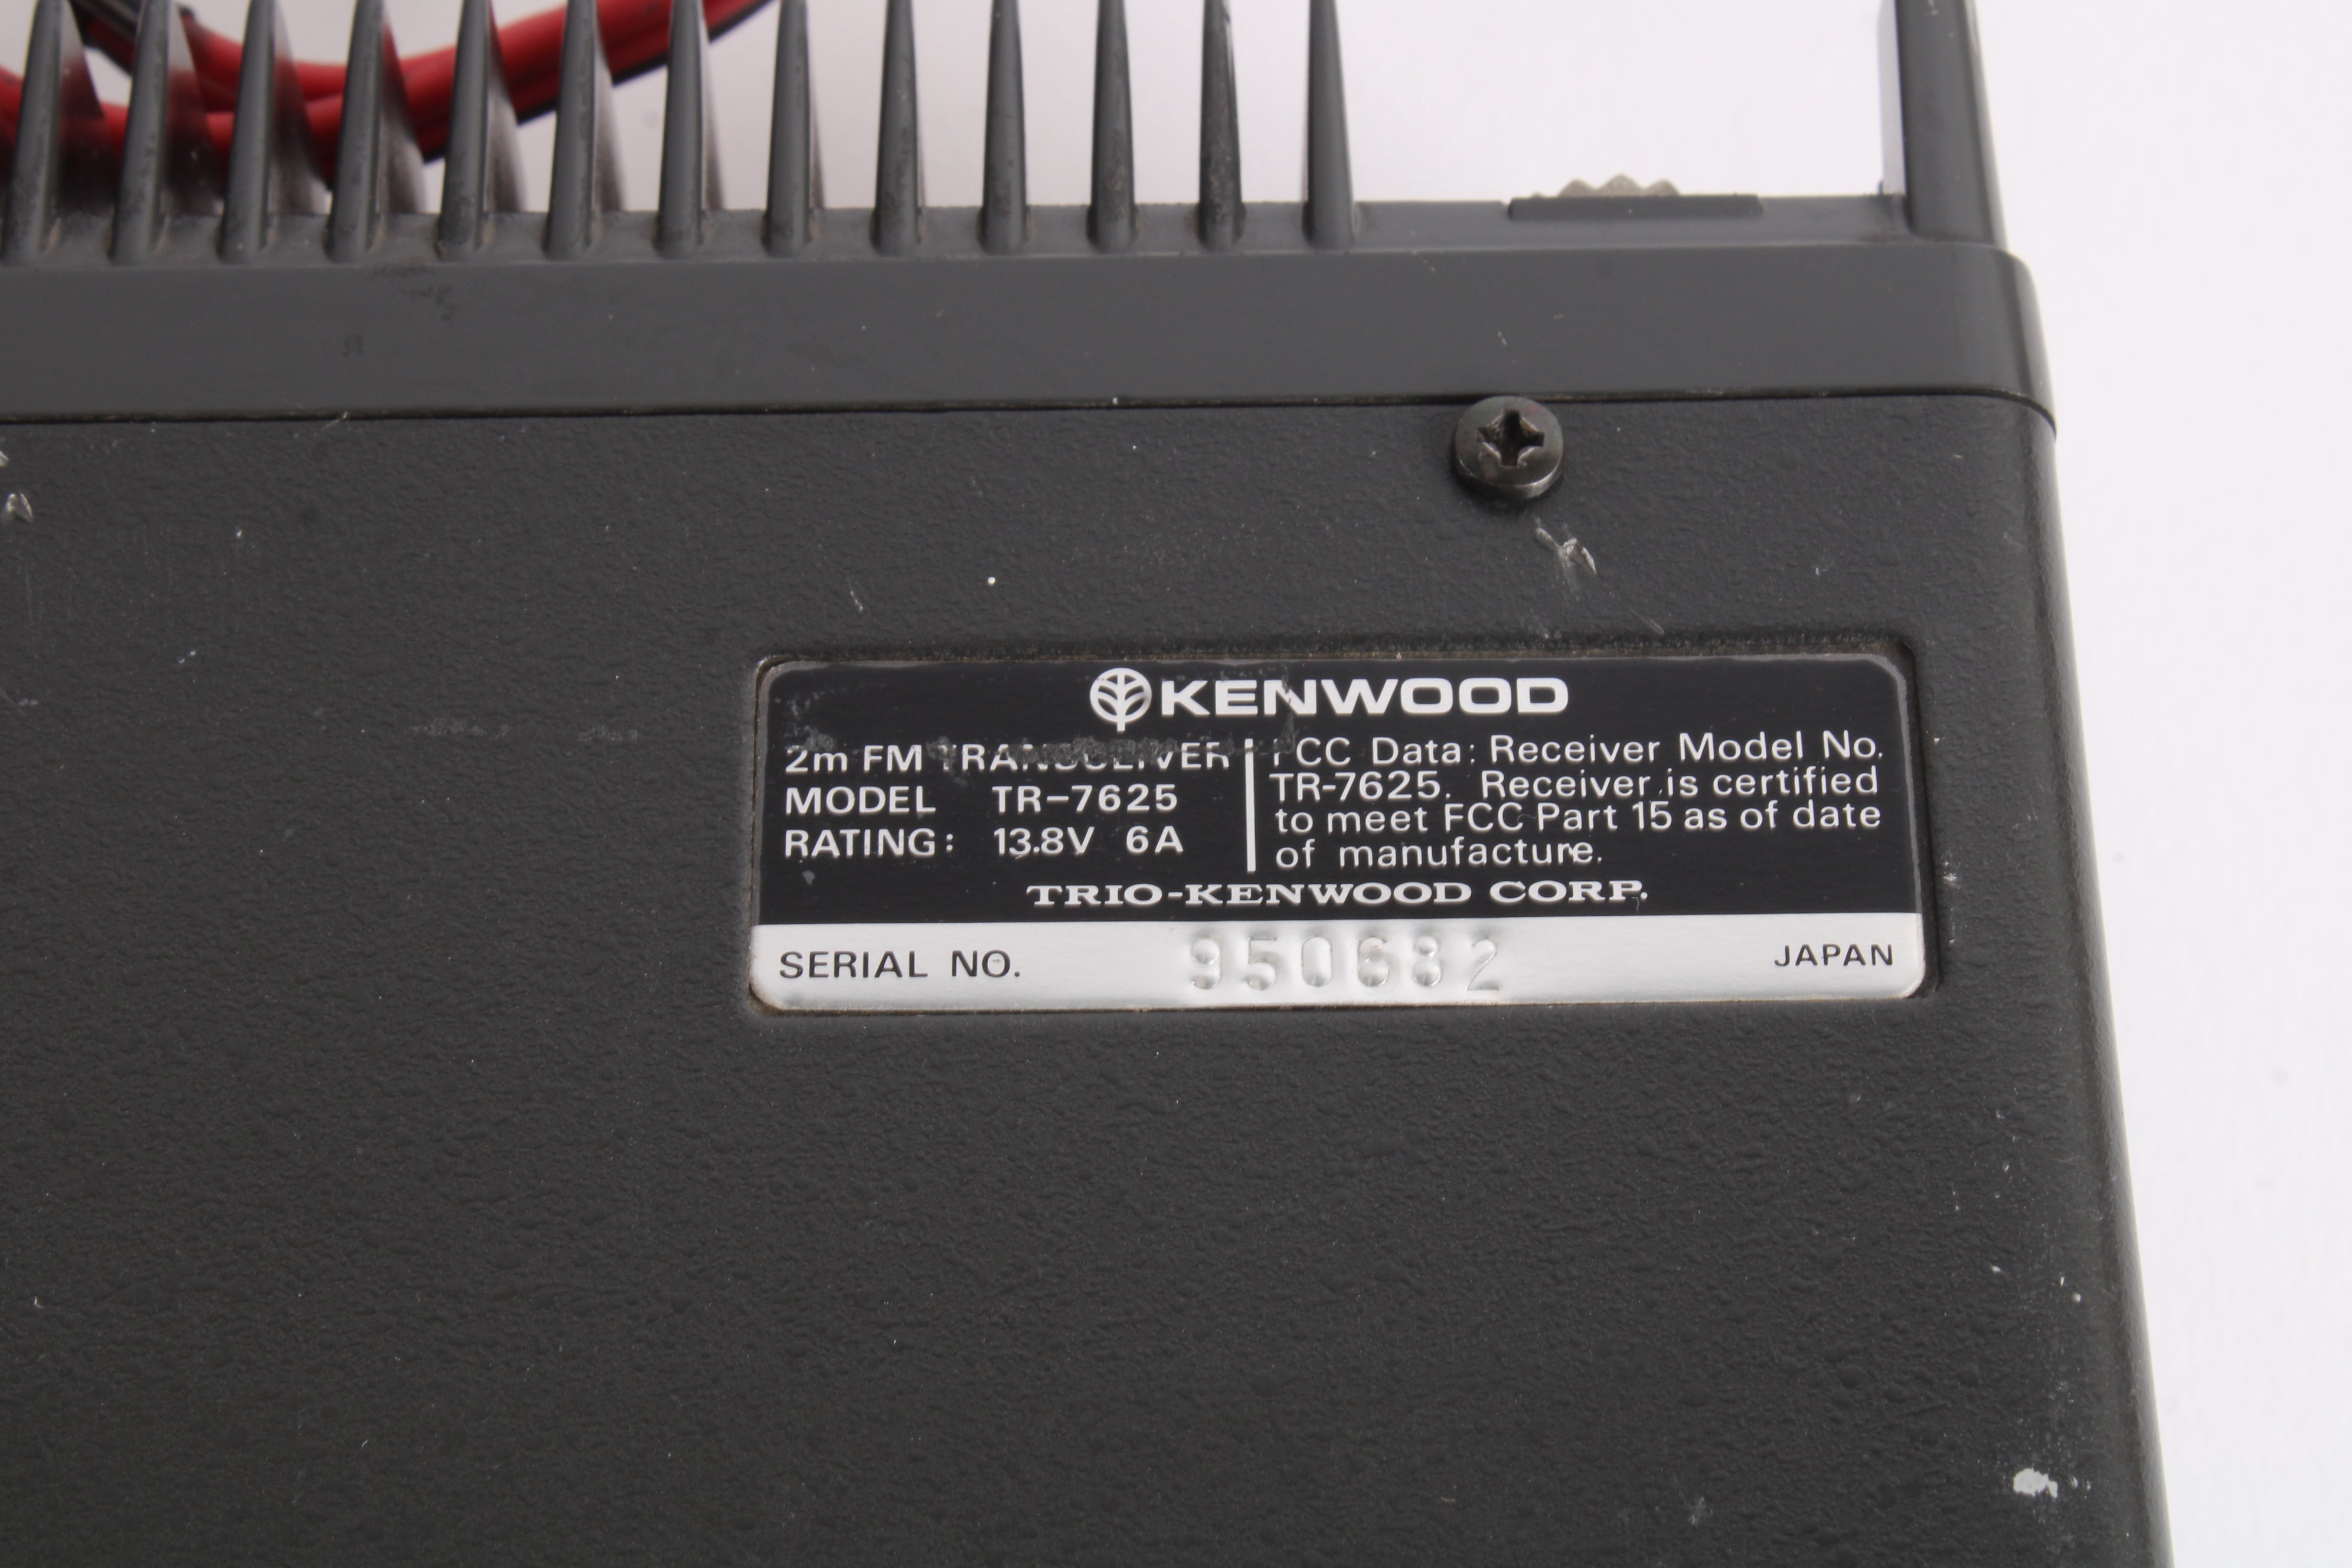 KENWOOD
2m FM TRANSCEIVER
MODEL TR-7625
RATING: 13.8V 6A
FCC Data: Receiver Model No.
TR-7625. Receiver is certified
to meet FCC Part 15 as of date
of manufacture.
TRIO-KENWOOD CORP.
SERIAL NO. 950682 JAPAN